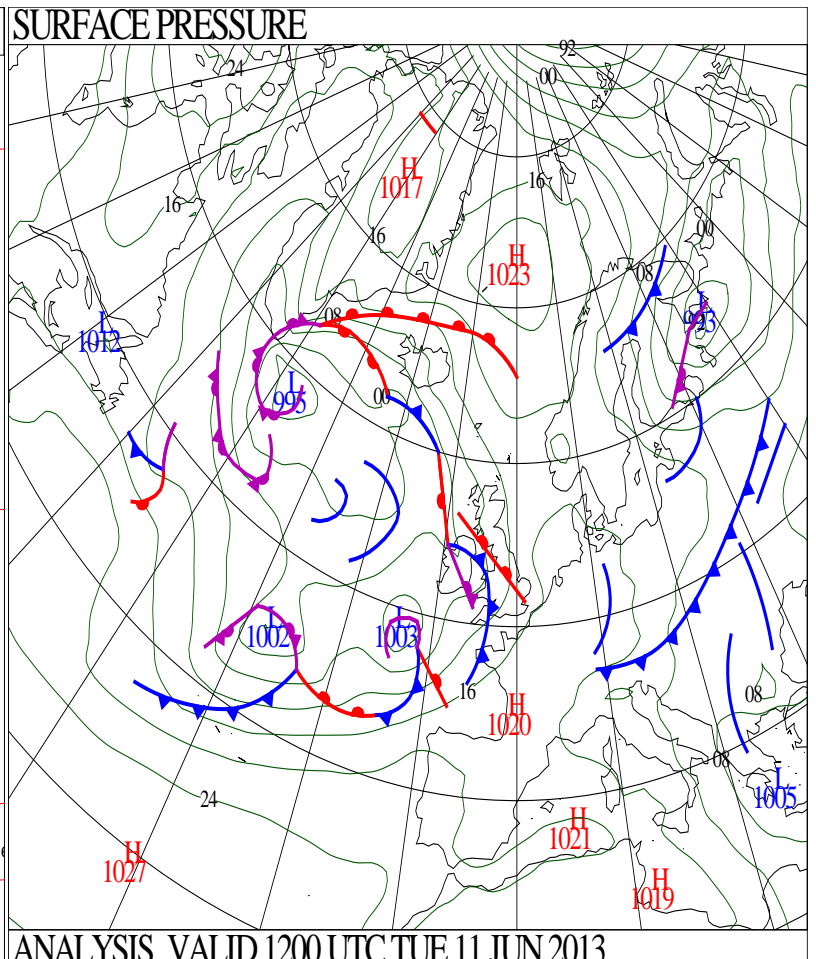 SURFACE PRESSURE
92
24
00
H
1017
16
16
16
00
H
1023
08
L
1012
08
L
993
L
995
00
L
1002
L
1003
16
H
1020
08
08
L
1005
24
H
1021
H
1027
H
1019
ANALYSIS VALID 1200 UTC TUE 11 JUN 2013